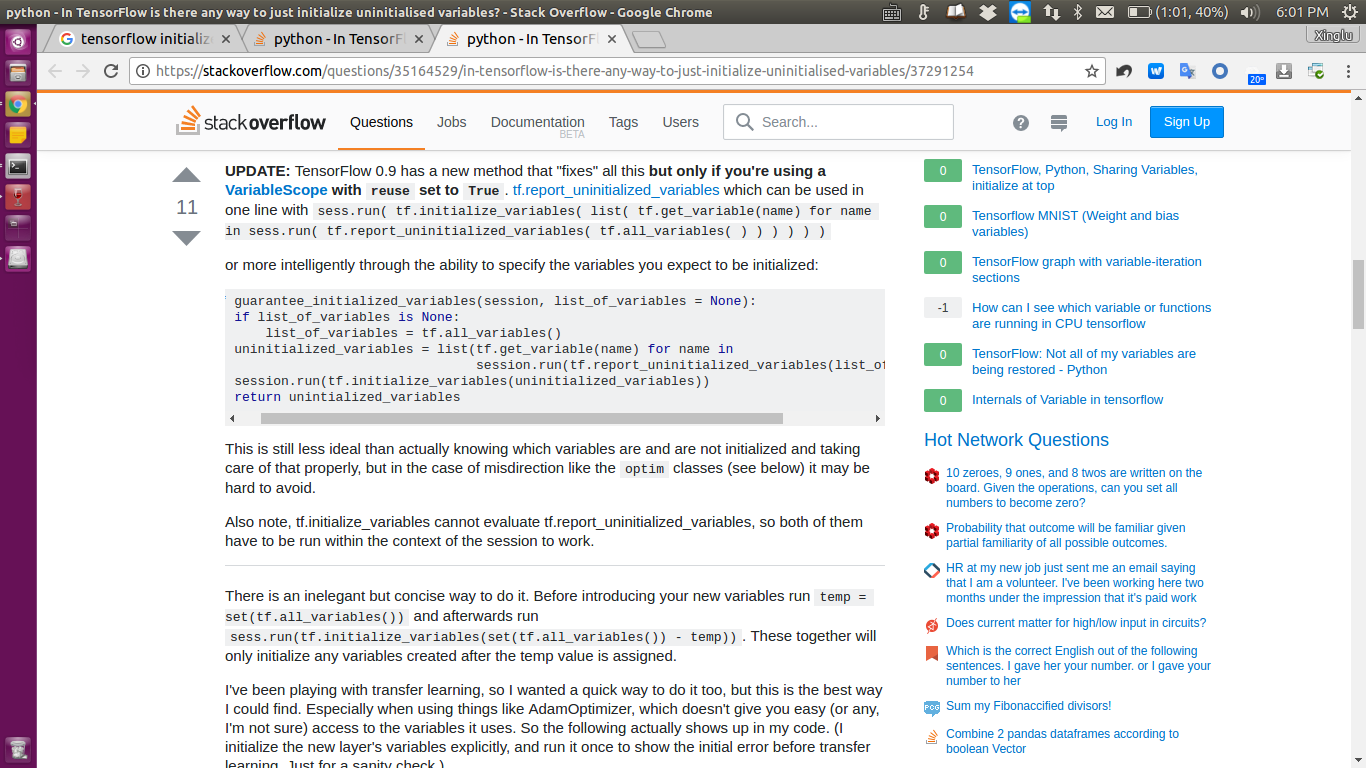 python - In TensorFlow is there any way to just initialize uninitialised variables? - Stack Overflow - Google Chrome
(1:01, 40%)
6:01 PM
tensorflow initializ
python - In TensorFl
python - In TensorFl
Xinglu
https://stackoverflow.com/questions/35164529/in-tensorflow-is-there-any-way-to-just-initialize-uninitialised-variables/37291254
W
20°
stackoverflow
Questions
Jobs
Documentation
BETA
Tags
Users
Search...
Log In
Sign Up
11
UPDATE: TensorFlow 0.9 has a new method that "fixes" all this but only if you're using a
VariableScope with reuse set to True . tf.report_uninitialized_variables which can be used in
one line with sess.run( tf.initialize_variables( list( tf.get_variable(name) for name
in sess.run( tf.report_uninitialized_variables( tf.all_variables( ) ) ) ) ) )
or more intelligently through the ability to specify the variables you expect to be initialized:
guarantee_initialized_variables(session, list_of_variables = None):
if list_of_variables is None:
list_of_variables = tf.all_variables()
uninitialized_variables = list(tf.get_variable(name) for name in
session.run(tf.report_uninitialized_variables(list_of
session.run(tf.initialize_variables(uninitialized_variables))
return unintialized_variables
This is still less ideal than actually knowing which variables are and are not initialized and taking
care of that properly, but in the case of misdirection like the optim classes (see below) it may be
hard to avoid.
Also note, tf.initialize_variables cannot evaluate tf.report_uninitialized_variables, so both of them
have to be run within the context of the session to work.
There is an inelegant but concise way to do it. Before introducing your new variables run temp =
set(tf.all_variables()) and afterwards run
sess.run(tf.initialize_variables(set(tf.all_variables()) - temp)) . These together will
only initialize any variables created after the temp value is assigned.
I've been playing with transfer learning, so I wanted a quick way to do it too, but this is the best way
I could find. Especially when using things like AdamOptimizer, which doesn't give you easy (or any,
I'm not sure) access to the variables it uses. So the following actually shows up in my code. (I
initialize the new layer's variables explicitly, and run it once to show the initial error before transfer
learning. Just for a sanity check.)
0
TensorFlow, Python, Sharing Variables,
initialize at top
0
Tensorflow MNIST (Weight and bias
variables)
0
TensorFlow graph with variable-iteration
sections
-1
How can I see which variable or functions
are running in CPU tensorflow
0
TensorFlow: Not all of my variables are
being restored - Python
0
Internals of Variable in tensorflow
Hot Network Questions
10 zeroes, 9 ones, and 8 twos are written on the
board. Given the operations, can you set all
numbers to become zero?
Probability that outcome will be familiar given
partial familiarity of all possible outcomes.
HR at my new job just sent me an email saying
that I am a volunteer. I've been working here two
months under the impression that it's paid work
Does current matter for high/low input in circuits?
Which is the correct English out of the following
sentences. I gave her your number. or I gave your
number to her
PCG
Sum my Fibonaccified divisors!
Combine 2 pandas dataframes according to
boolean Vector